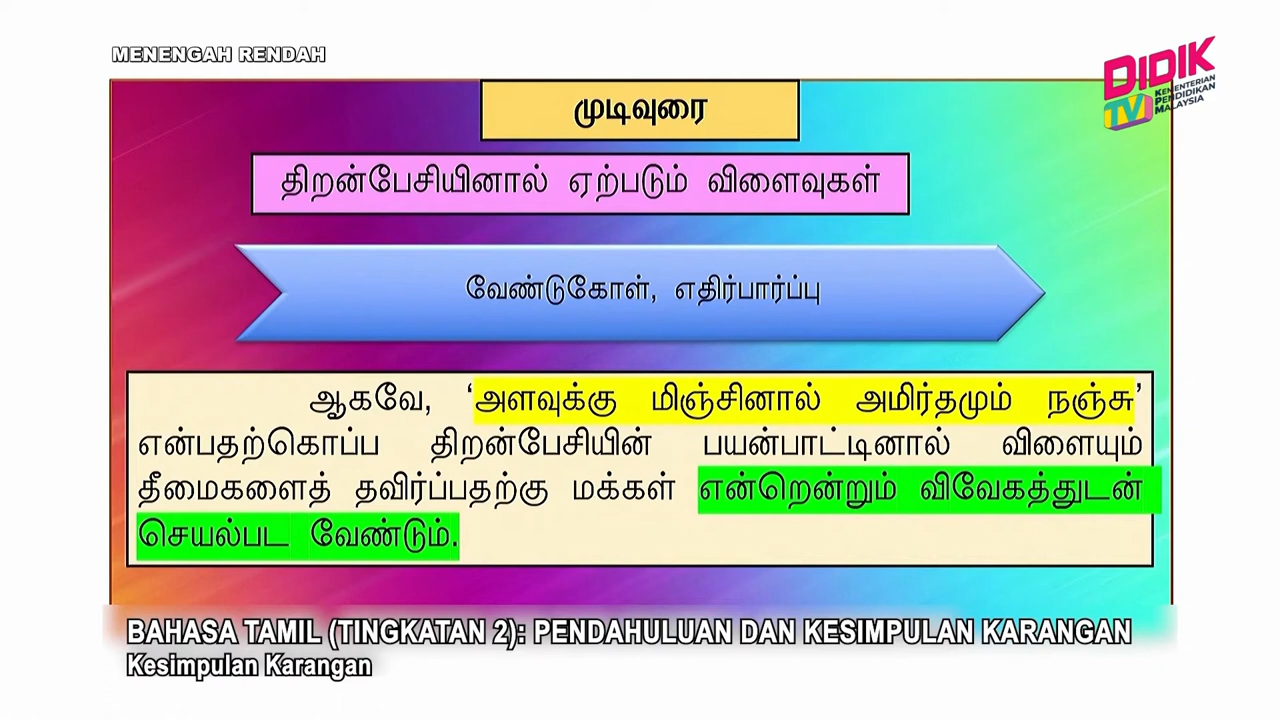 MENENGAH RENDAH
DIDIK
TV
KEMENTERIAN
PENDIDIKAN
MALAYSIA
முடிவுரை
திறன்பேசியினால் ஏற்படும் விளைவுகள்
வேண்டுகோள், எதிர்பார்ப்பு
ஆகவே, ‘அளவுக்கு மிஞ்சினால் அமிர்தமும் நஞ்சு’
என்பதற்கொப்ப திறன்பேசியின் பயன்பாட்டினால் விளையும்
தீமைகளைத் தவிர்ப்பதற்கு மக்கள் என்றென்றும் விவேகத்துடன்
செயல்பட வேண்டும்.
BAHASA TAMIL (TINGKATAN 2): PENDAHULUAN DAN KESIMPULAN KARANGAN
Kesimpulan Karangan